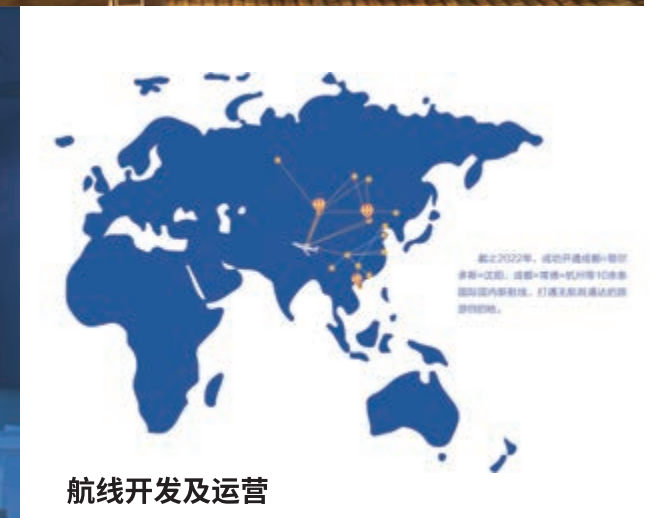 截止2022年，成功开通成都=鄂尔
多斯=沈阳、成都=常德=杭州等10余条
国际国内新航线，打通无航班通达的旅
游目的地。
航线开发及运营